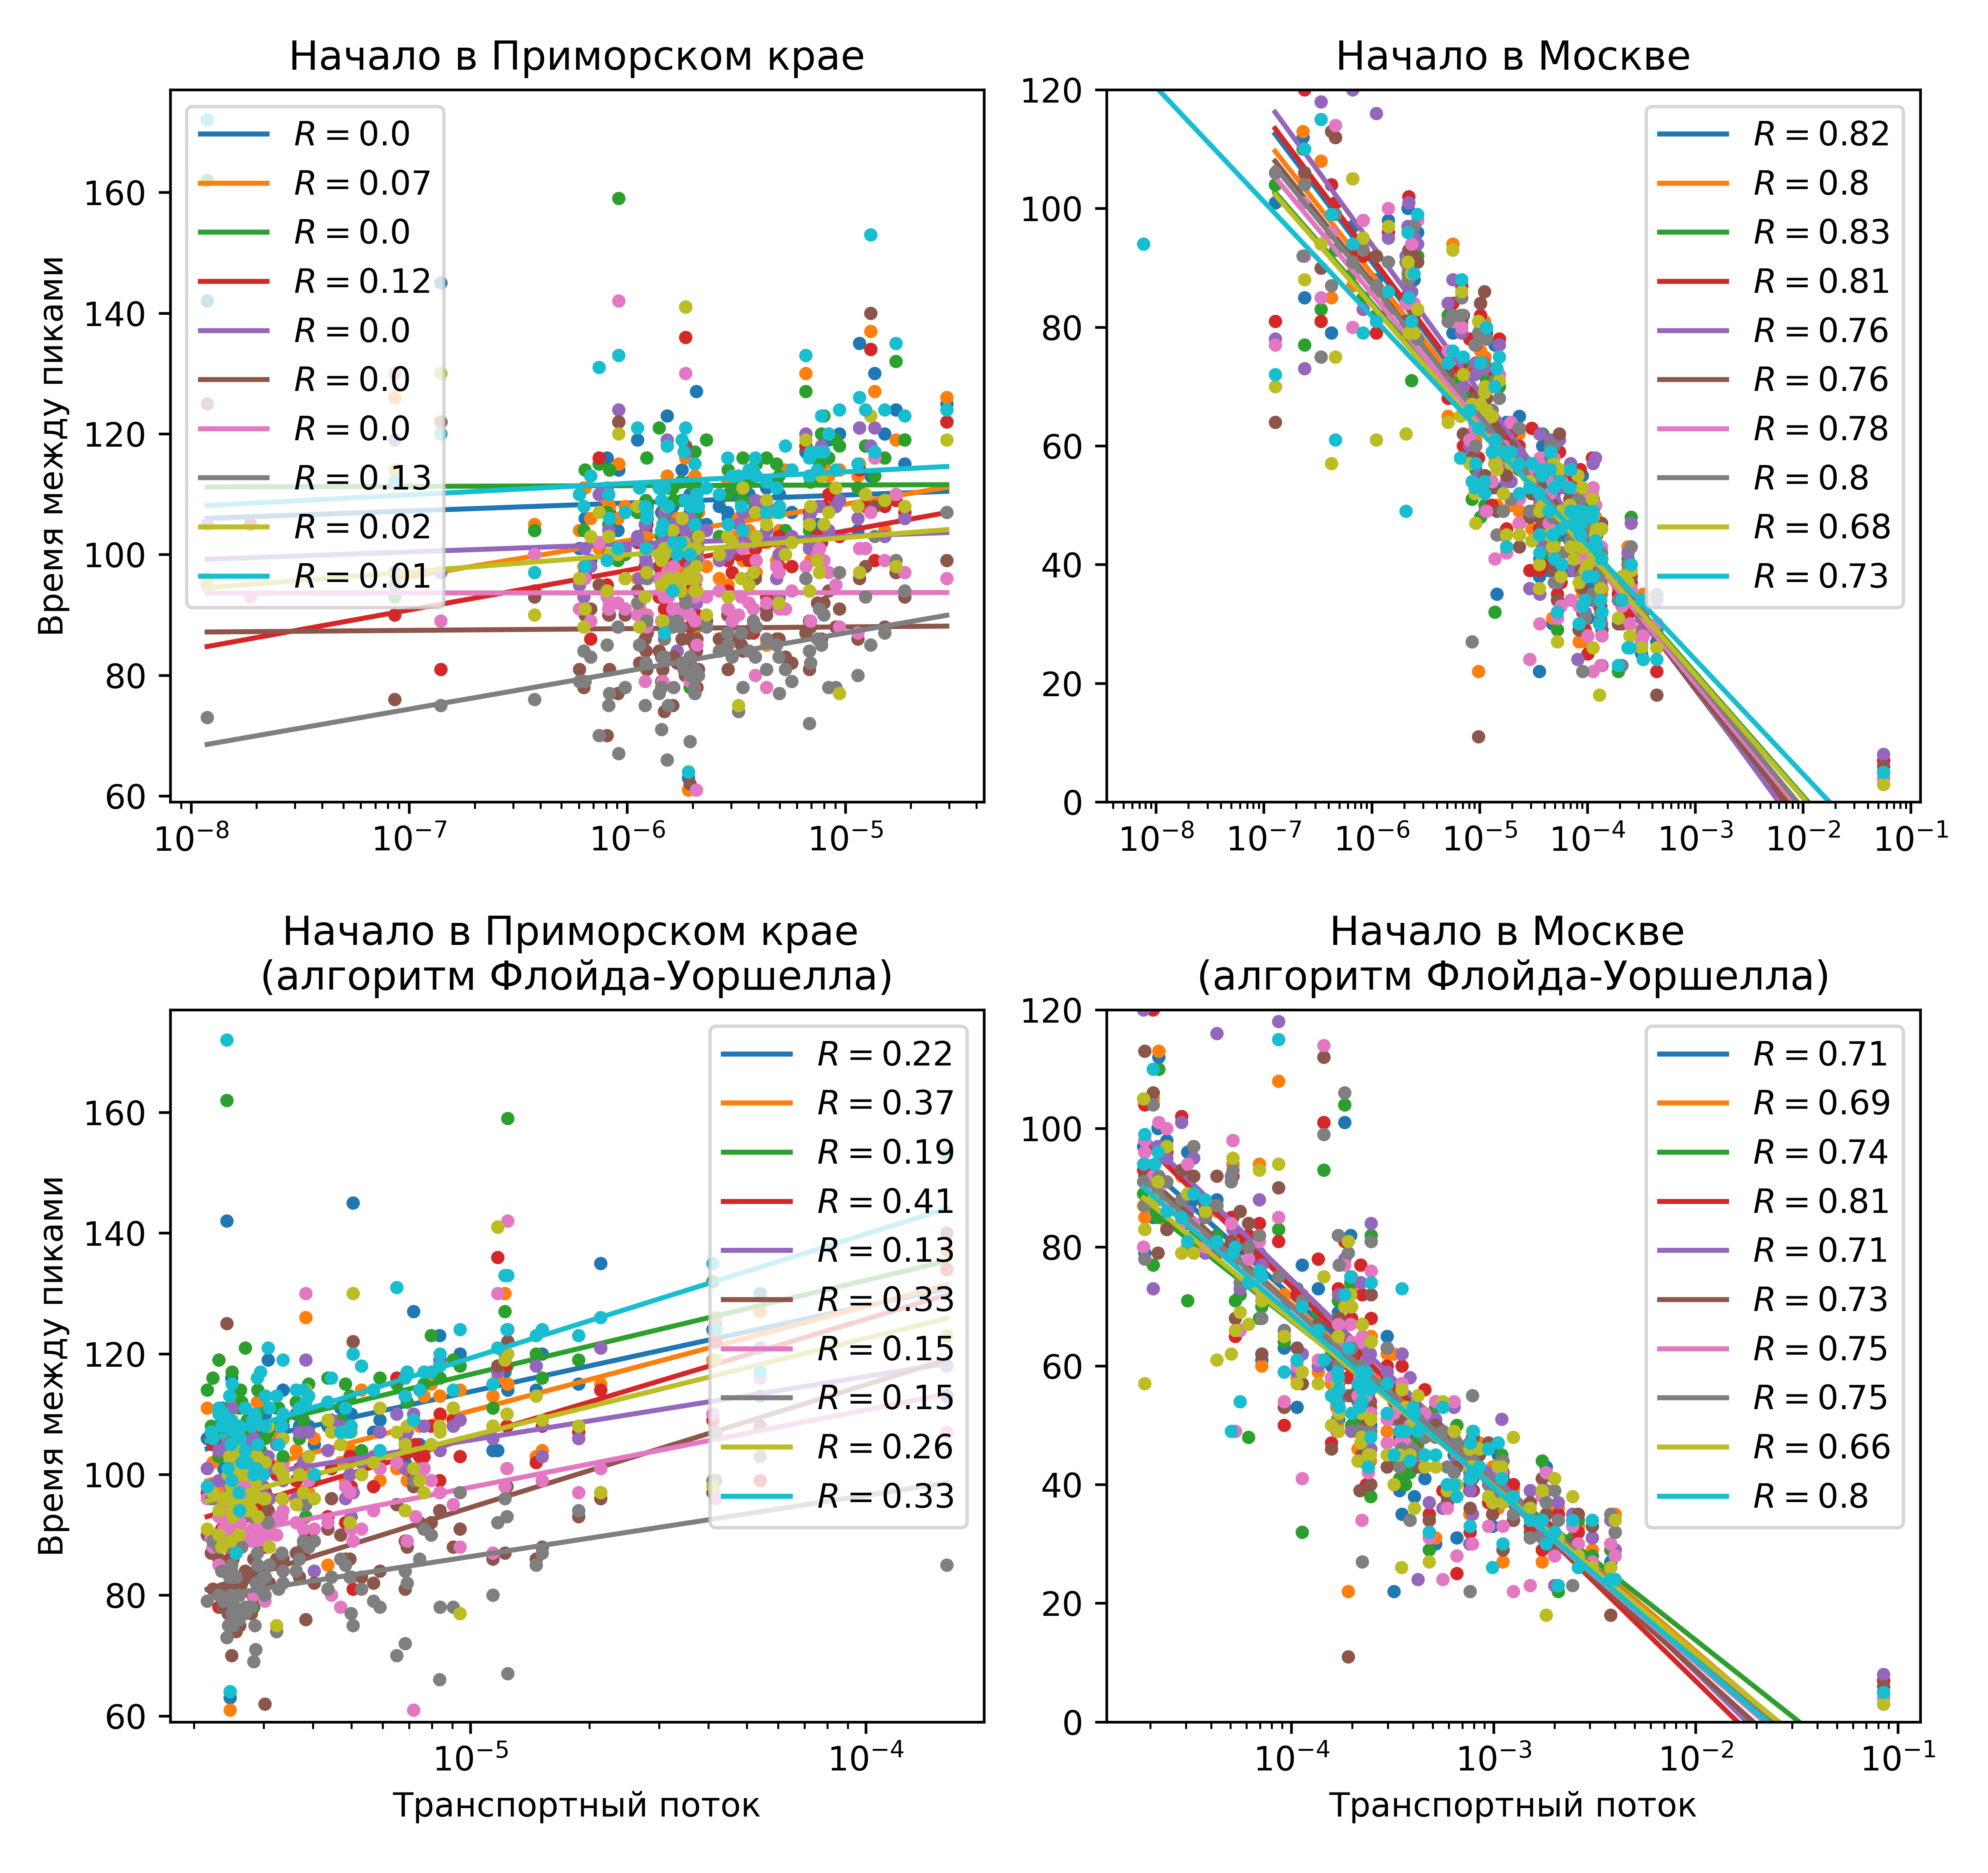 Начало в Приморском крае
Время между пиками
160
140
120
100
80
60
10⁻⁸
10⁻⁷
10⁻⁶
10⁻⁵
R = 0.0
R = 0.07
R = 0.0
R = 0.12
R = 0.0
R = 0.0
R = 0.0
R = 0.13
R = 0.02
R = 0.01
Начало в Москве
120
100
80
60
40
20
0
10⁻⁸
10⁻⁷
10⁻⁶
10⁻⁵
10⁻⁴
10⁻³
10⁻²
10⁻¹
R = 0.82
R = 0.8
R = 0.83
R = 0.81
R = 0.76
R = 0.76
R = 0.78
R = 0.8
R = 0.68
R = 0.73
Начало в Приморском крае
(алгоритм Флойда-Уоршелла)
Время между пиками
160
140
120
100
80
60
10⁻⁵
10⁻⁴
Транспортный поток
R = 0.22
R = 0.37
R = 0.19
R = 0.41
R = 0.13
R = 0.33
R = 0.15
R = 0.15
R = 0.26
R = 0.33
Начало в Москве
(алгоритм Флойда-Уоршелла)
120
100
80
60
40
20
0
10⁻⁴
10⁻³
10⁻²
10⁻¹
Транспортный поток
R = 0.71
R = 0.69
R = 0.74
R = 0.81
R = 0.71
R = 0.73
R = 0.75
R = 0.75
R = 0.66
R = 0.8